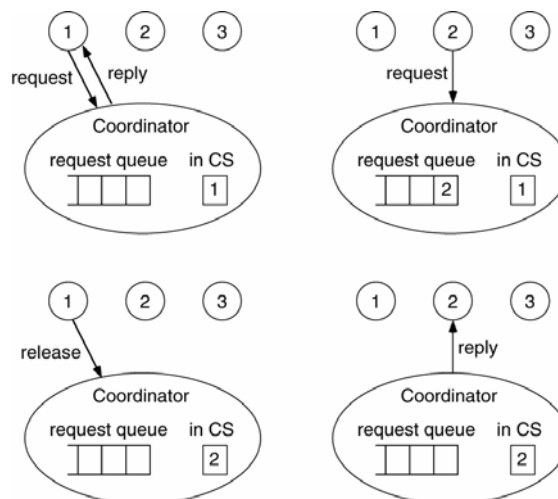 1 2 3
request reply
Coordinator
request queue in CS
1
1 2 3
request
Coordinator
request queue in CS
2 1
1 2 3
release
Coordinator
request queue in CS
2
1 2 3
reply
Coordinator
request queue in CS
2